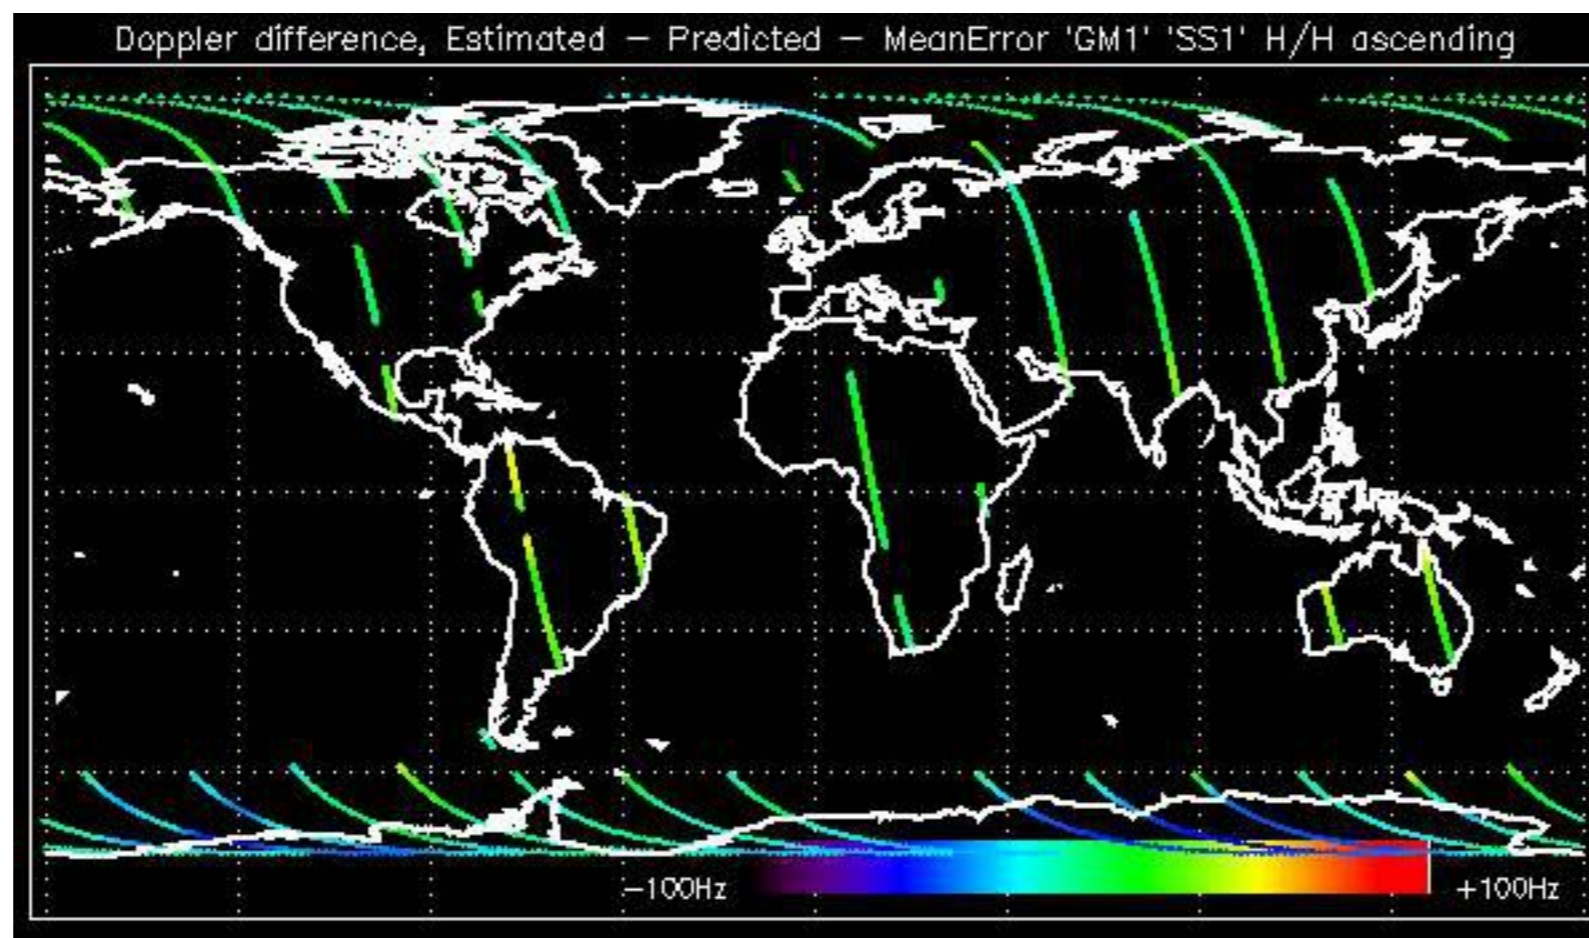 Doppler difference, Estimated – Predicted – MeanError 'GM1' 'SS1' H/H ascending
–100Hz +100Hz